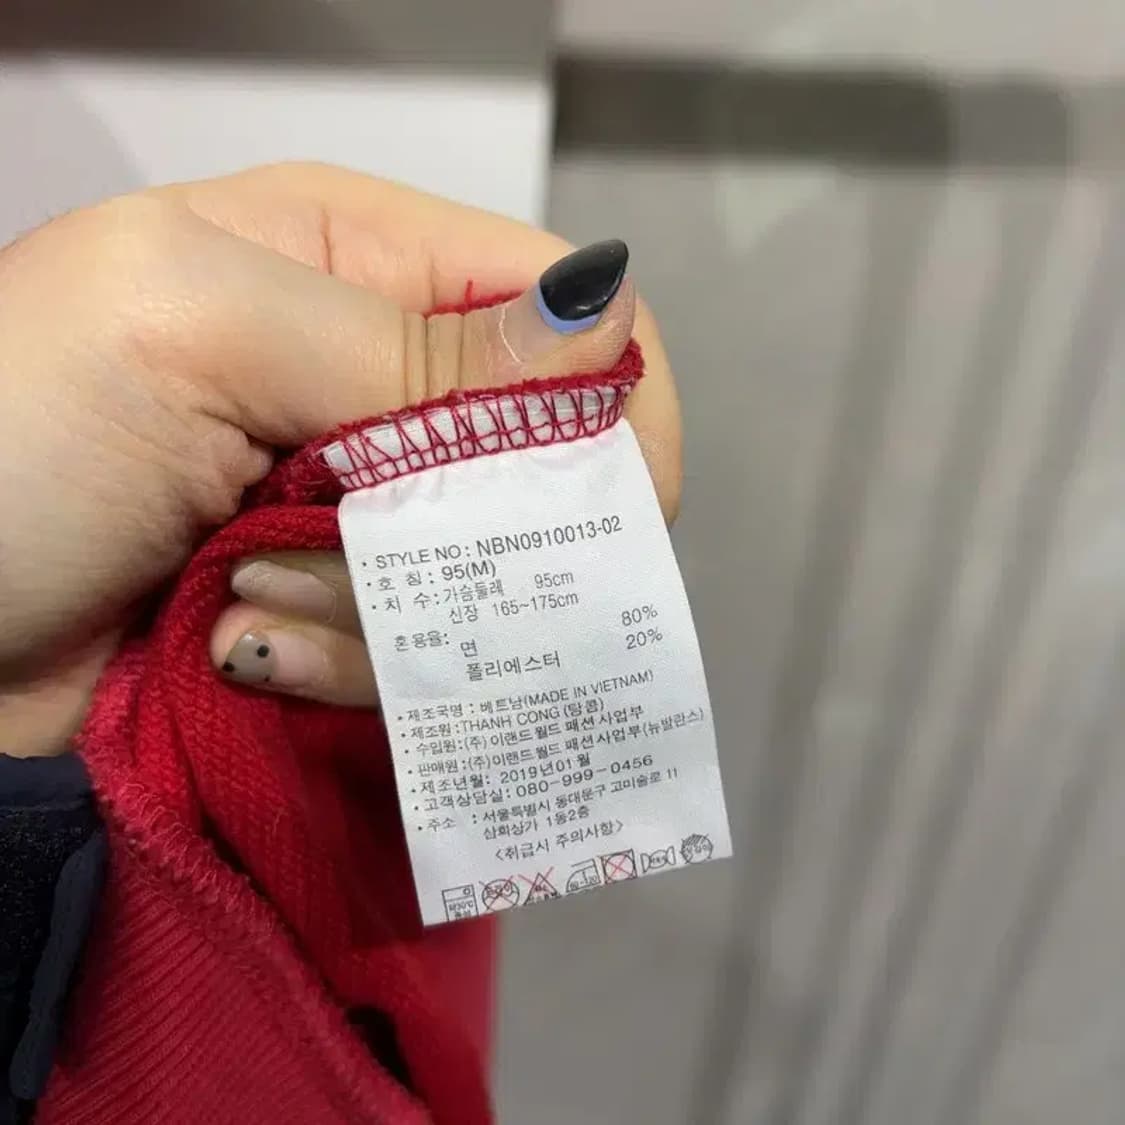 • STYLE NO : NBN0910013-02
• 호 칭 : 95(M)
• 치 수 : 가슴둘레 95cm
신장 165~175cm
혼용율: 면 80%
폴리에스터 20%
• 제조국명 : 베트남(MADE IN VIETNAM)
• 제조원 : THANH CONG (탕콤)
• 수입원 : (주) 이랜드월드 패션사업부
• 판매원 : (주) 이랜드월드 패션사업부(뉴발란스)
• 제조년월 : 2019년01월
• 고객상담실 : 080-999-0456
• 주소 : 서울특별시 동대문구 고미술로 11
삼희상가 1동2층
<취급시 주의사항>